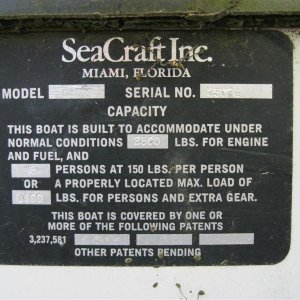 SeaCraft Inc.
MIAMI, FLORIDA
MODEL SERIAL NO.
CAPACITY
THIS BOAT IS BUILT TO ACCOMMODATE UNDER
NORMAL CONDITIONS 2500 LBS. FOR ENGINE
AND FUEL, AND
PERSONS AT 150 LBS. PER PERSON
OR A PROPERLY LOCATED MAX. LOAD OF
LBS. FOR PERSONS AND EXTRA GEAR.
THIS BOAT IS COVERED BY ONE OR
MORE OF THE FOLLOWING PATENTS
3,237,581
OTHER PATENTS PENDING